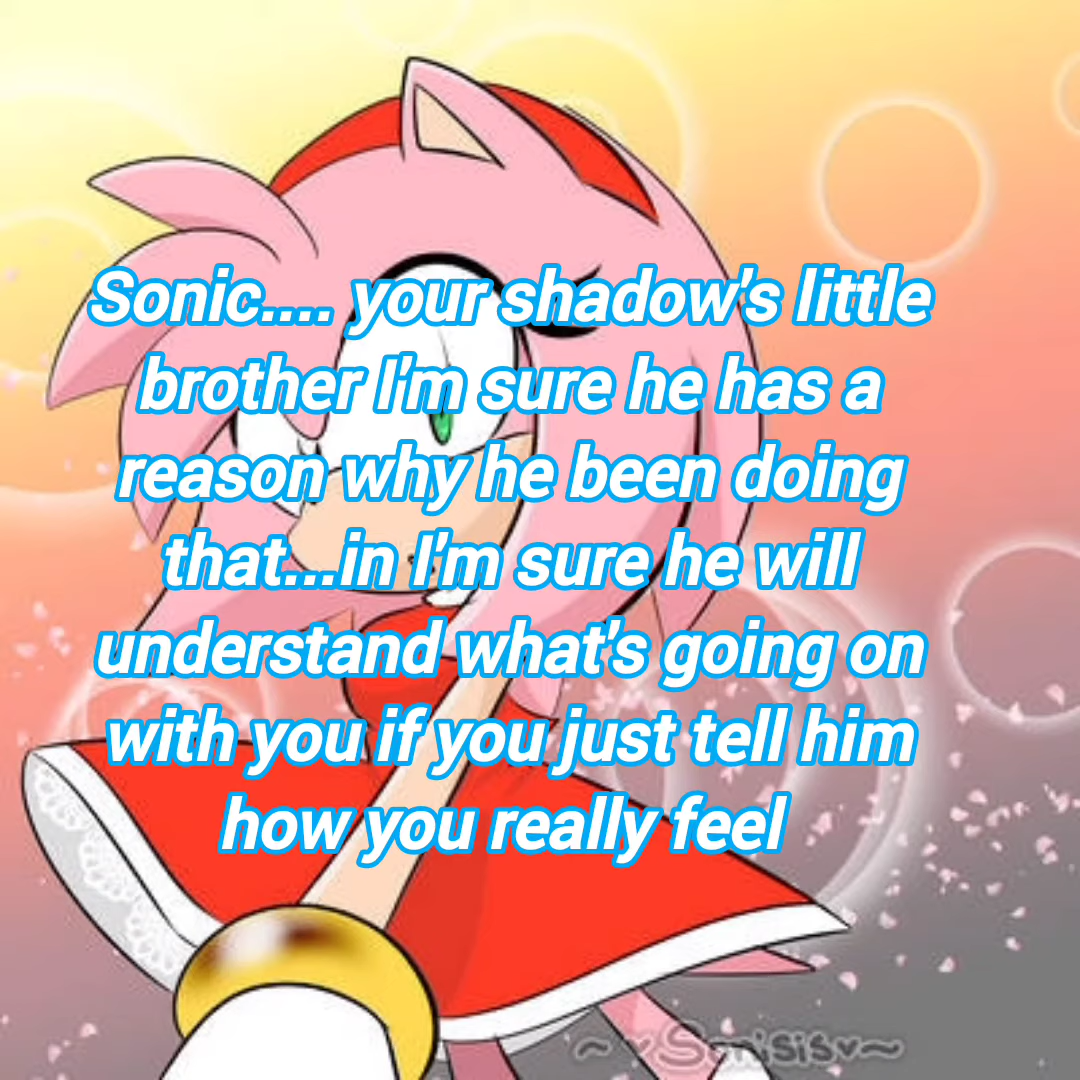 Sonic.... your shadow's little
brother I'm sure he has a
reason why he been doing
that...in I'm sure he will
understand what's going on
with you if you just tell him
how you really feel
~♥Sonisis♥~